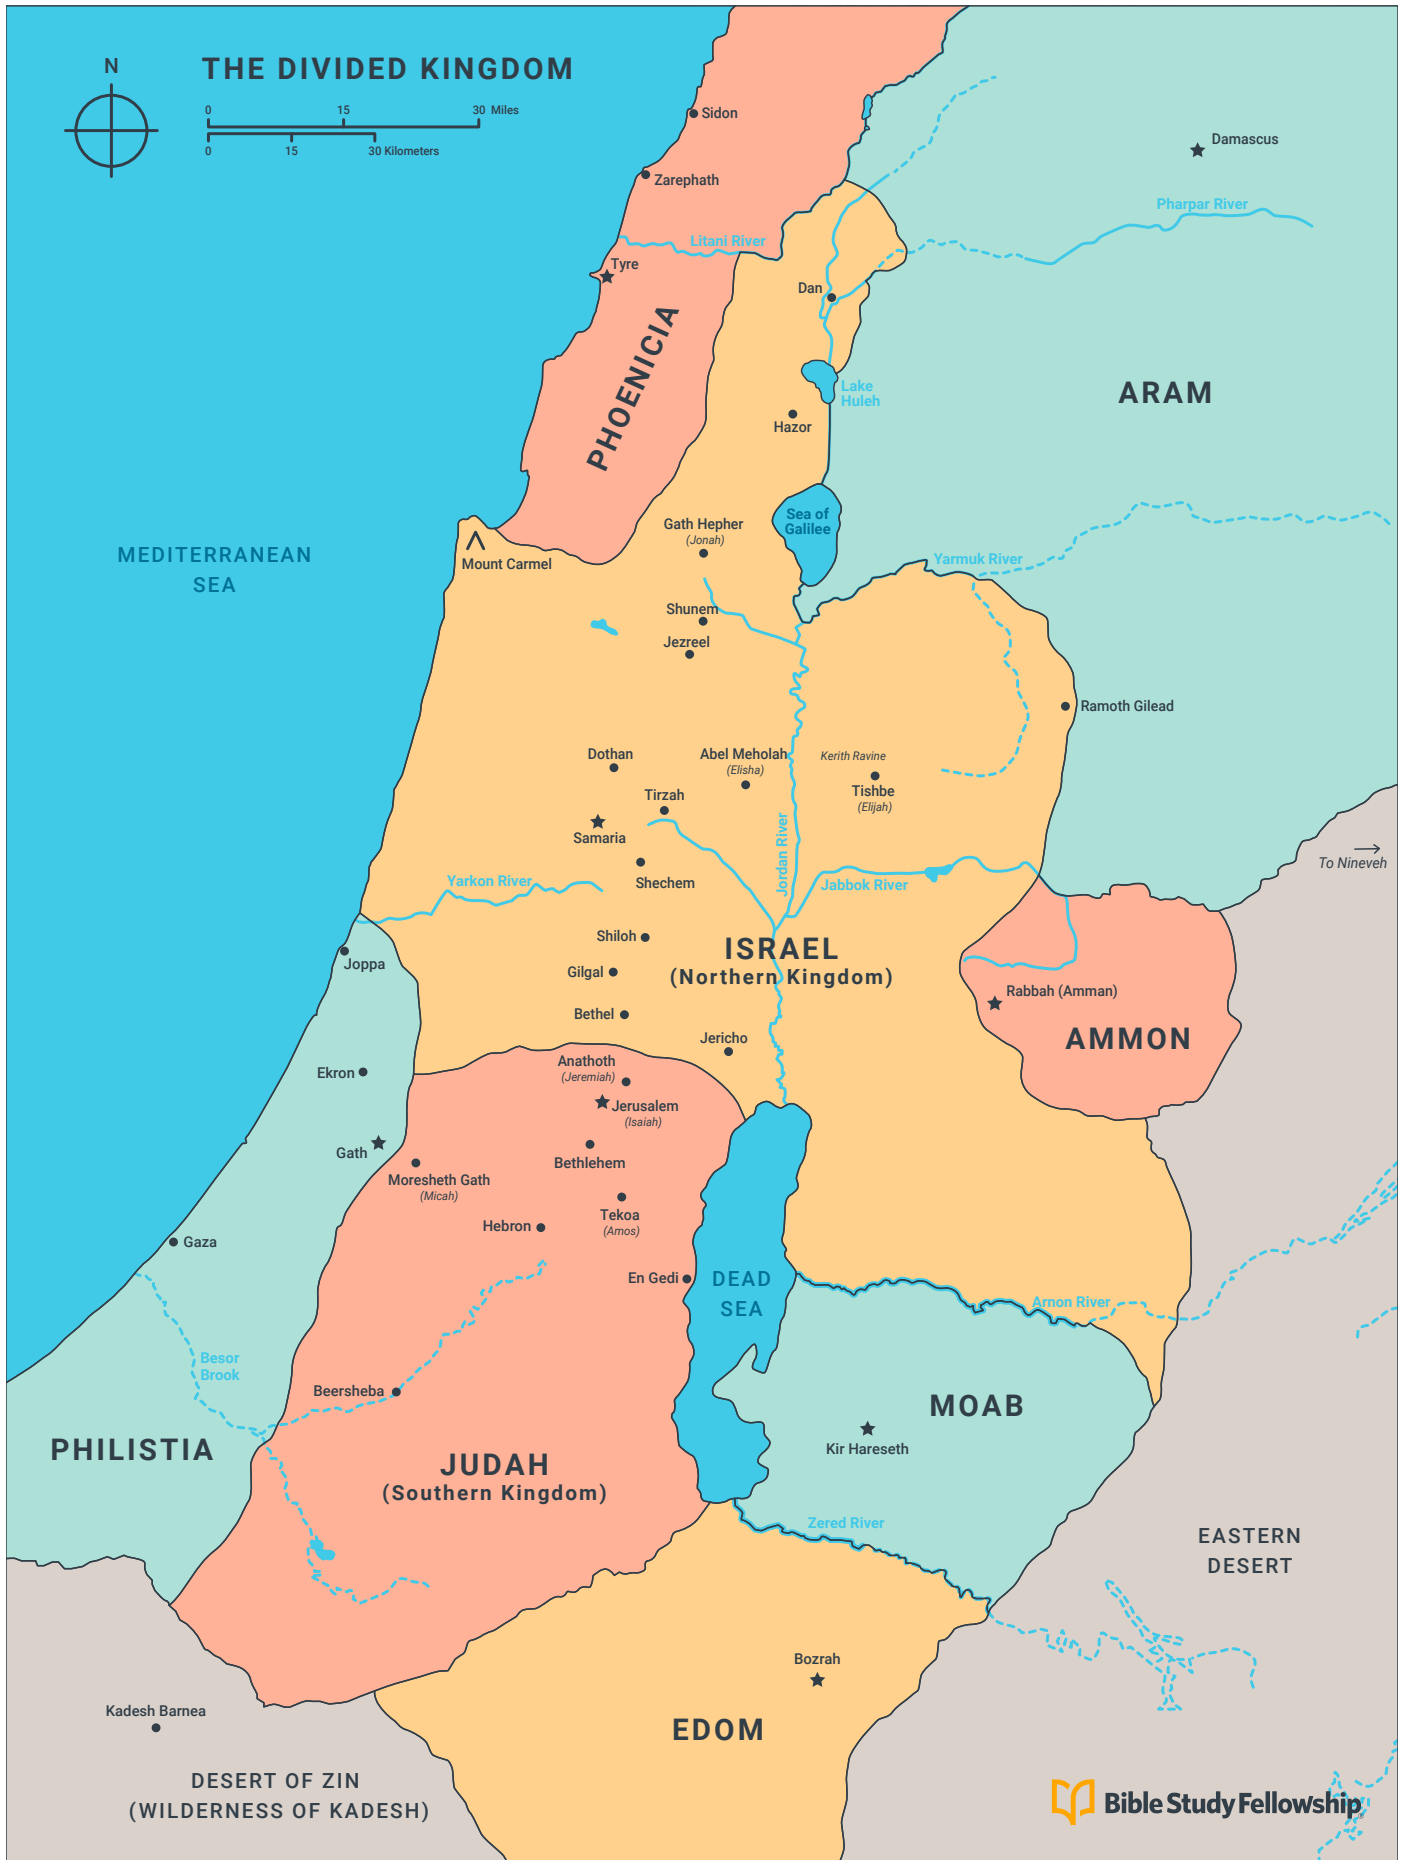 N
THE DIVIDED KINGDOM
0 15 30 Miles
0 15 30 Kilometers
Sidon
Damascus
Zarephath
Pharpar River
Litani River
Tyre
Dan
PHOENICIA
Lake
Huleh
ARAM
Hazor
Sea of
Galilee
Gath Hepher
(Jonah)
MEDITERRANEAN
SEA
Mount Carmel
Yarmuk River
Shunem
Jezreel
Ramoth Gilead
Dothan
Abel Meholah
(Elisha)
Kerith Ravine
Tishbe
(Elijah)
Tirzah
Samaria
Jordan River
To Nineveh
Shechem
Yarkon River
Jabbok River
Shiloh
ISRAEL
(Northern Kingdom)
Joppa
Gilgal
Rabbah (Amman)
Bethel
Jericho
AMMON
Anathoth
(Jeremiah)
Ekron
Jerusalem
(Isaiah)
Gath
Bethlehem
Moresheth Gath
(Micah)
Tekoa
(Amos)
Hebron
Gaza
En Gedi
DEAD
SEA
Arnon River
Besor
Brook
Beersheba
MOAB
Kir Hareseth
PHILISTIA
JUDAH
(Southern Kingdom)
Zered River
EASTERN
DESERT
Bozrah
Kadesh Barnea
EDOM
DESERT OF ZIN
(WILDERNESS OF KADESH)
Bible Study Fellowship